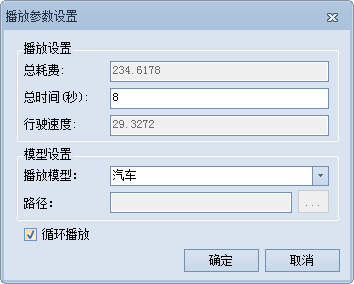 播放参数设置
播放设置
总耗费: 234.6178
总时间(秒): 8
行驶速度: 29.3272
模型设置
播放模型: 汽车
路径: ...
循环播放
确定 取消